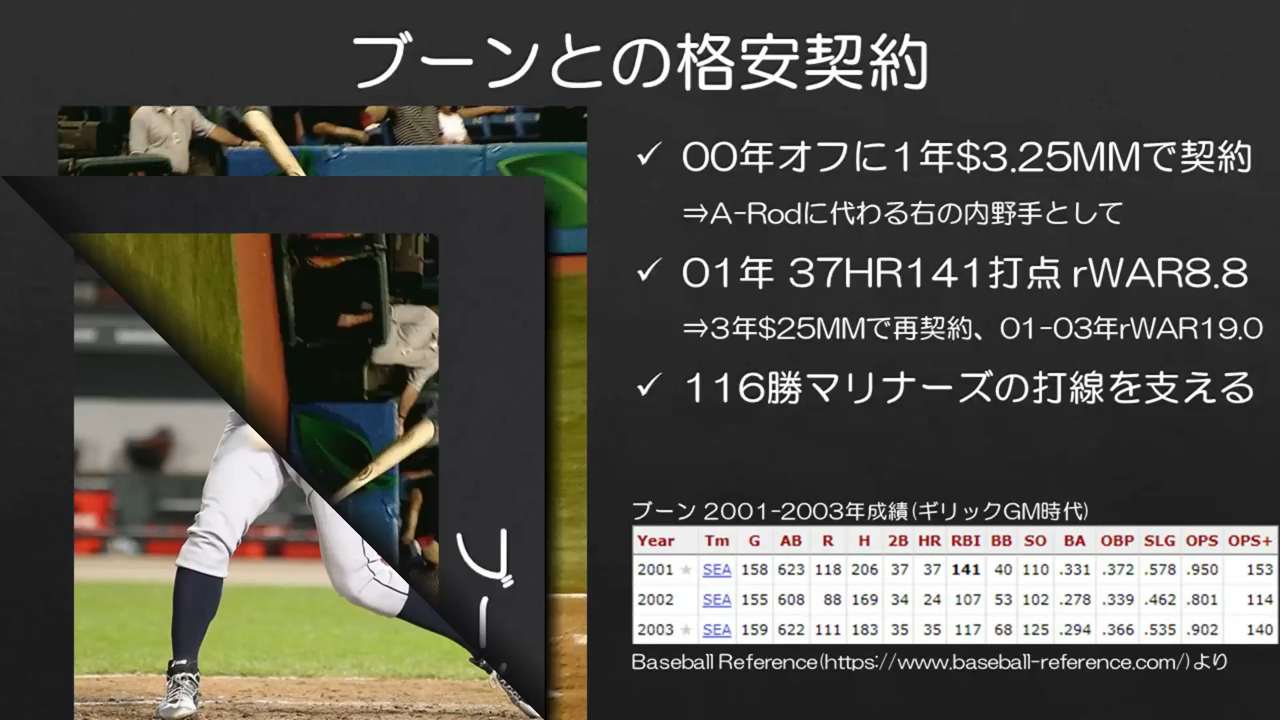 ブーンとの格安契約
✓ 00年オフに1年$3.25MMで契約
⇒A-Rodに代わる右の内野手として
✓ 01年 37HR141打点 rWAR8.8
⇒3年$25MMで再契約、01-03年rWAR19.0
✓ 116勝マリナーズの打線を支える
ブー
ブーン 2001-2003年成績(ギリックGM時代)
Year Tm G AB R H 2B HR RBI BB SO BA OBP SLG OPS OPS+
2001 ★ SEA 158 623 118 206 37 37 141 40 110 .331 .372 .578 .950 153
2002 SEA 155 608 88 169 34 24 107 53 102 .278 .339 .462 .801 114
2003 ★ SEA 159 622 111 183 35 35 117 68 125 .294 .366 .535 .902 140
Baseball Reference(https://www.baseball-reference.com/)より